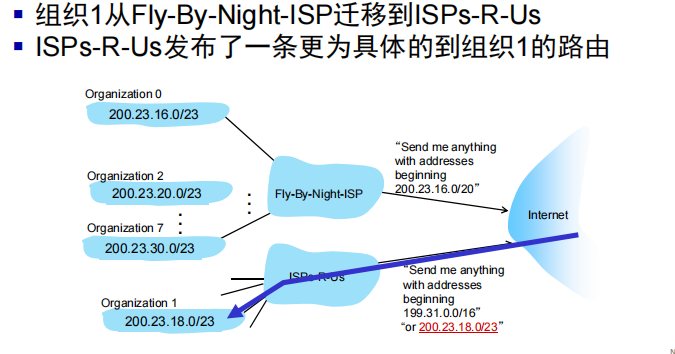 组织1从Fly-By-Night-ISP迁移到ISPs-R-Us
ISPs-R-Us发布了一条更为具体的到组织1的路由
Organization 0
200.23.16.0/23
Organization 2
200.23.20.0/23
Organization 7
200.23.30.0/23
Organization 1
200.23.18.0/23
Fly-By-Night-ISP
ISPs-R-Us
“Send me anything
with addresses
beginning
200.23.16.0/20”
“Send me anything
with addresses
beginning
199.31.0.0/16”
“or 200.23.18.0/23”
Internet
N